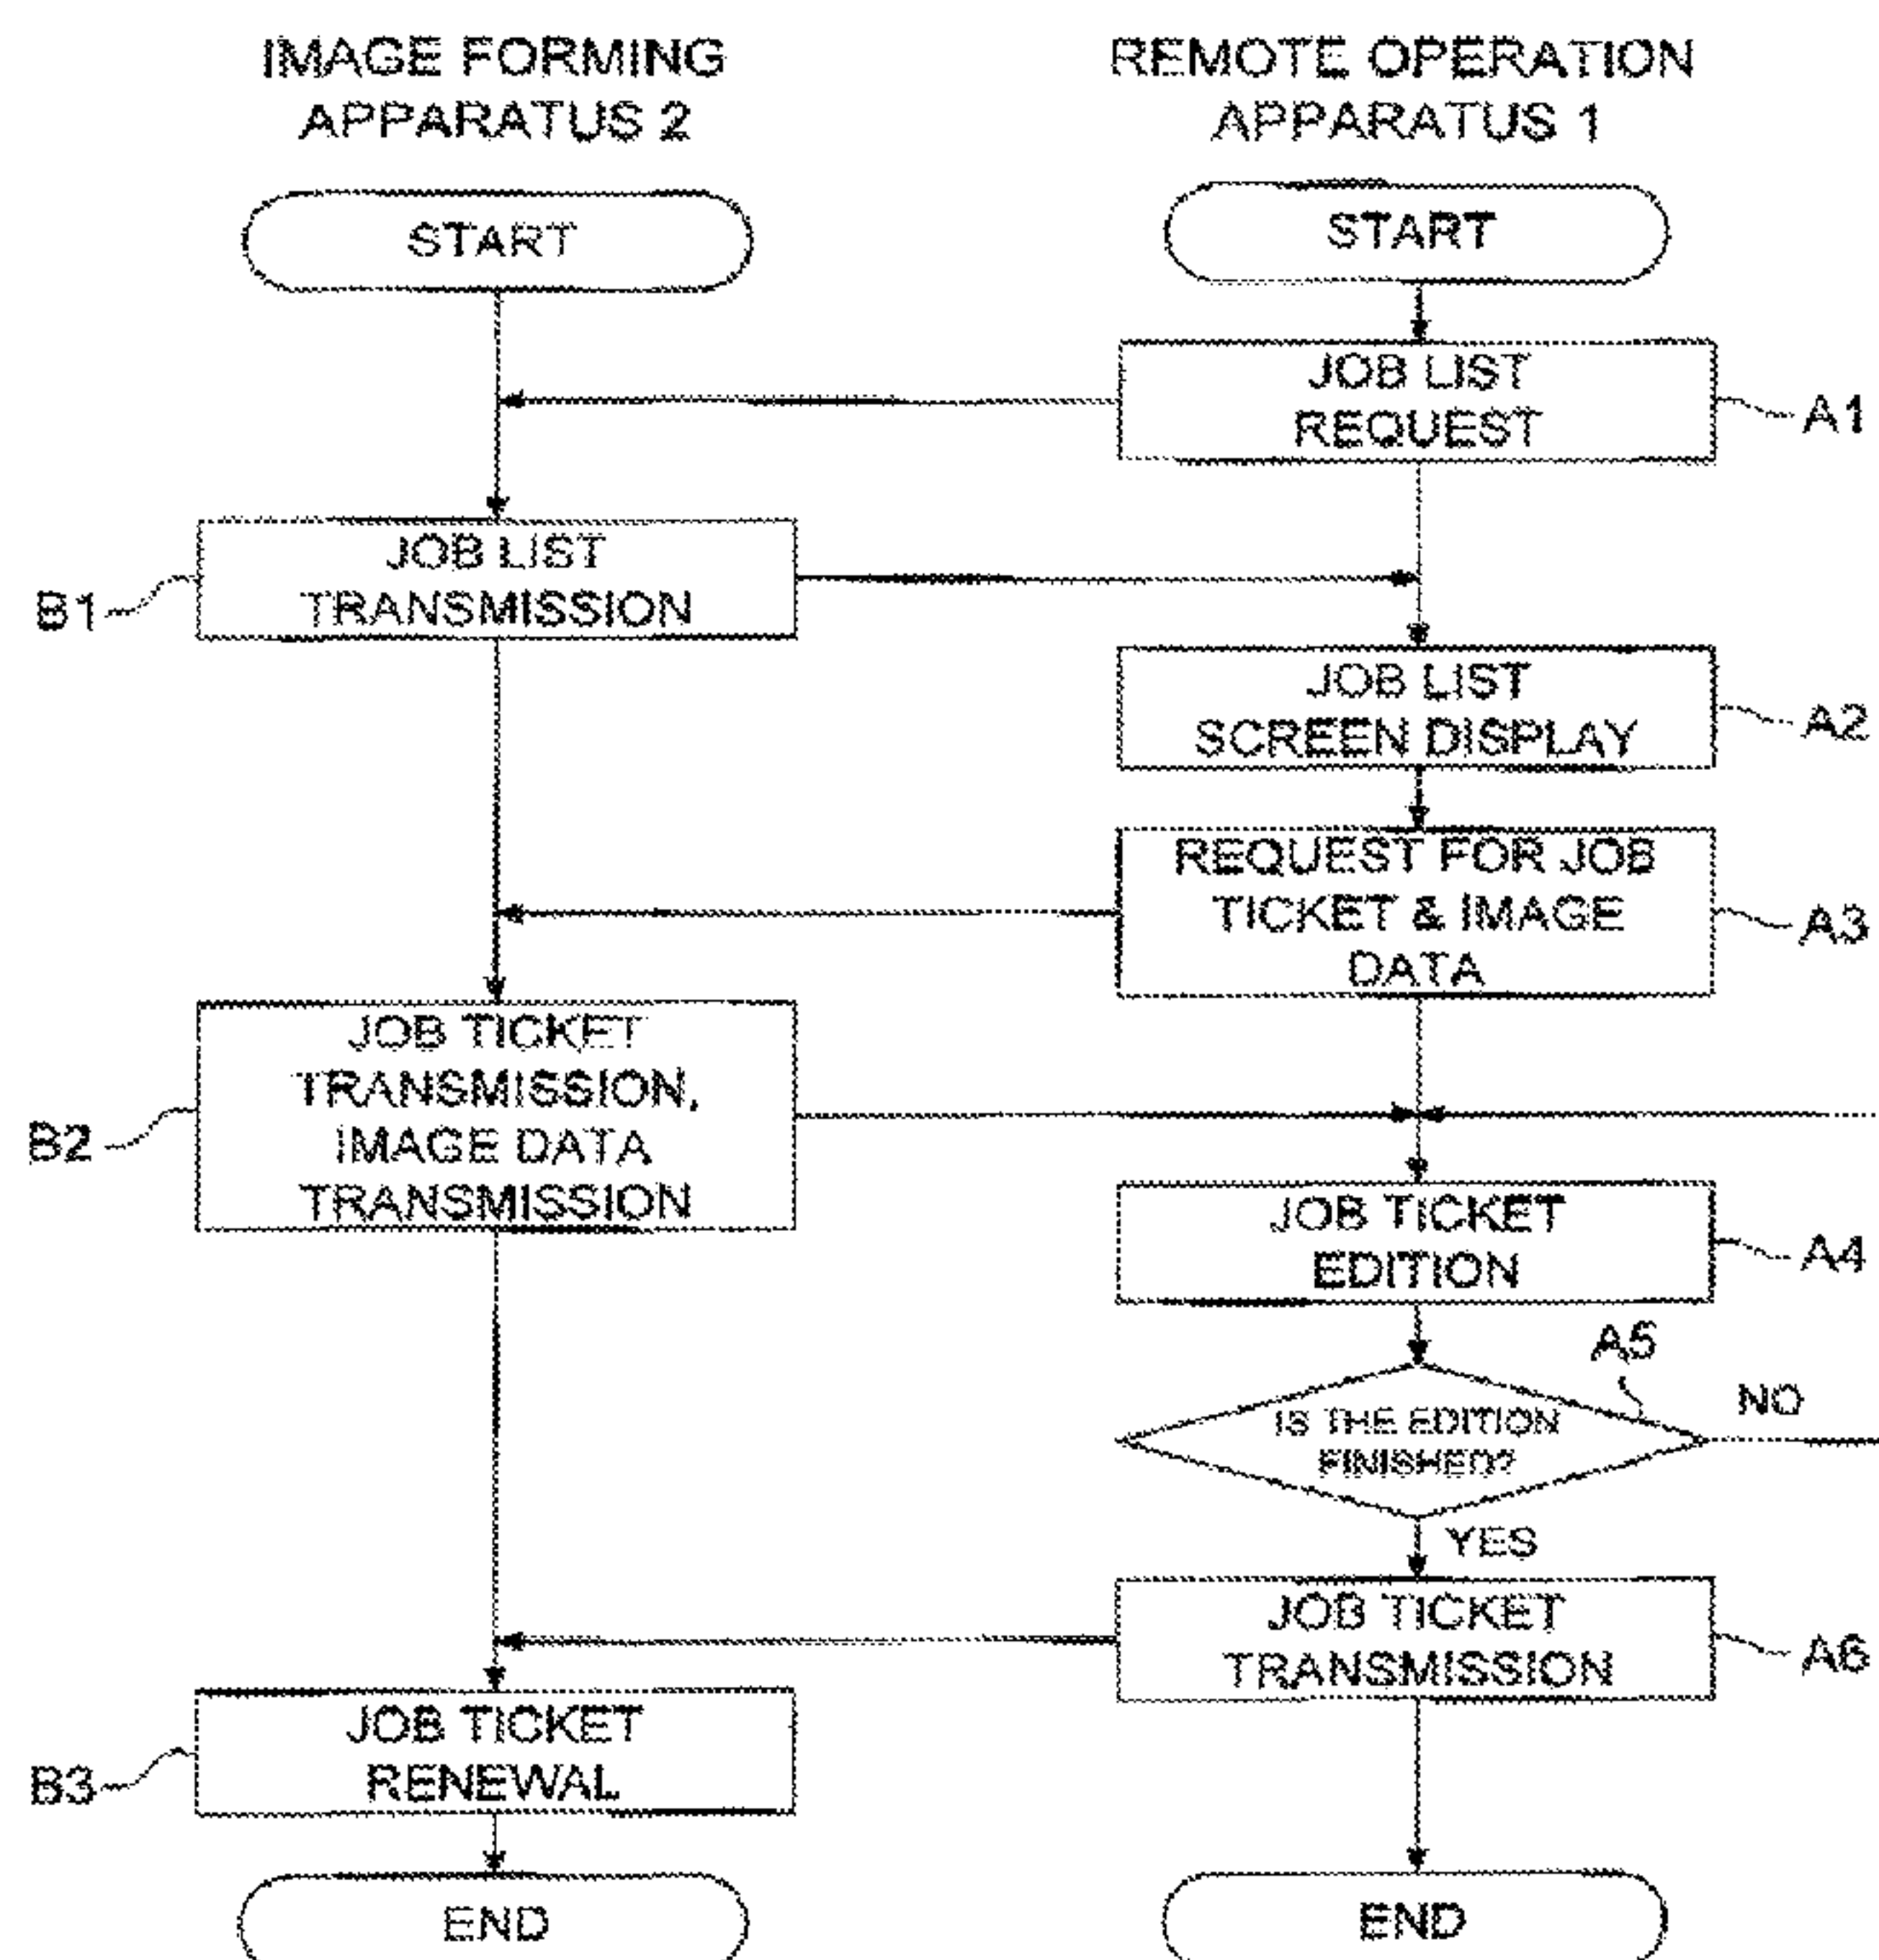 IMAGE FORMING
APPARATUS 2
REMOTE OPERATION
APPARATUS 1
START
START
JOB LIST
REQUEST
A1
JOB LIST
TRANSMISSION
B1
JOB LIST
SCREEN DISPLAY
A2
REQUEST FOR JOB
TICKET & IMAGE
DATA
A3
JOB TICKET
TRANSMISSION,
IMAGE DATA
TRANSMISSION
B2
JOB TICKET
EDITION
A4
A5
IS THE EDITION
FINISHED?
NO
YES
JOB TICKET
TRANSMISSION
A6
JOB TICKET
RENEWAL
B3
END
END